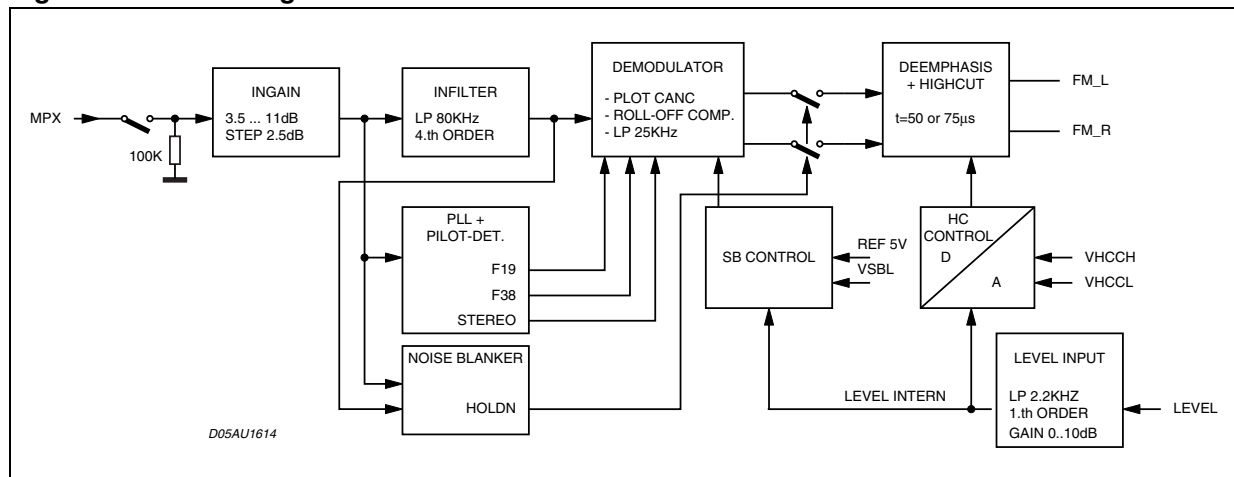 MPX
100K
INGAIN
3.5 ... 11dB
STEP 2.5dB
INFILTER
LP 80KHz
4.th ORDER
DEMODULATOR
- PLOT CANC
- ROLL-OFF COMP.
- LP 25KHz
DEEMPHASIS
+ HIGHCUT
t=50 or 75μs
FM_L
FM_R
PLL +
PILOT-DET.
F19
F38
STEREO
SB CONTROL
REF 5V
VSBL
HC
CONTROL
D
A
VHCCH
VHCCL
NOISE BLANKER
HOLDN
LEVEL INTERN
LEVEL INPUT
LP 2.2KHZ
1.th ORDER
GAIN 0..10dB
LEVEL
D05AU1614